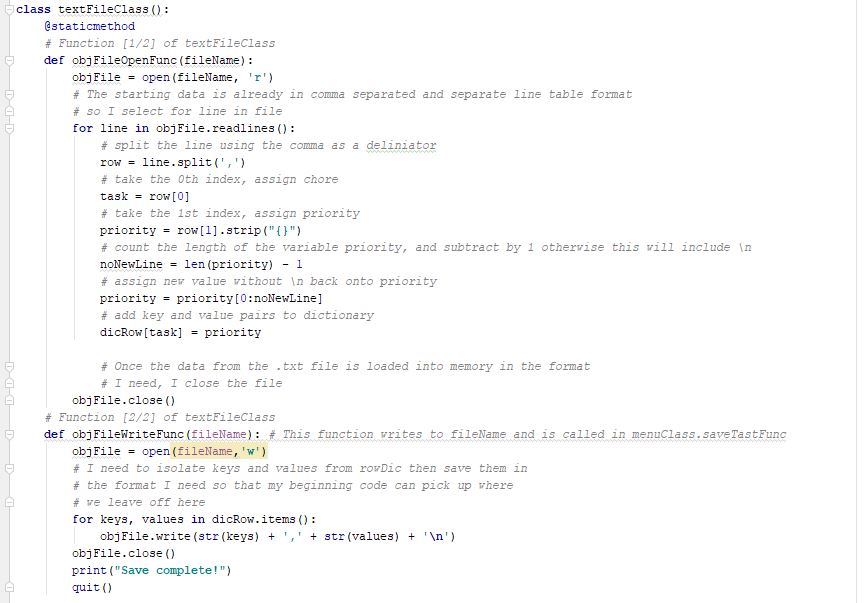 class textFileClass():
    @staticmethod
    # Function [1/2] of textFileClass
    def objFileOpenFunc(fileName):
        objFile = open(fileName, 'r')
        # The starting data is already in comma separated and separate line table format
        # so I select for line in file
        for line in objFile.readlines():
            # split the line using the comma as a deliniator
            row = line.split(',')
            # take the 0th index, assign chore
            task = row[0]
            # take the 1st index, assign priority
            priority = row[1].strip("{}")
            # count the length of the variable priority, and subtract by 1 otherwise this will include \n
            noNewLine = len(priority) - 1
            # assign new value without \n back onto priority
            priority = priority[0:noNewLine]
            # add key and value pairs to dictionary
            dicRow[task] = priority

            # Once the data from the .txt file is loaded into memory in the format
            # I need, I close the file
        objFile.close()
    # Function [2/2] of textFileClass
    def objFileWriteFunc(fileName): # This function writes to fileName and is called in menuClass.saveTastFunc
        objFile = open(fileName,'w')
        # I need to isolate keys and values from rowDic then save them in
        # the format I need so that my beginning code can pick up where
        # we leave off here
        for keys, values in dicRow.items():
            objFile.write(str(keys) + ',' + str(values) + '\n')
        objFile.close()
        print("Save complete!")
        quit()